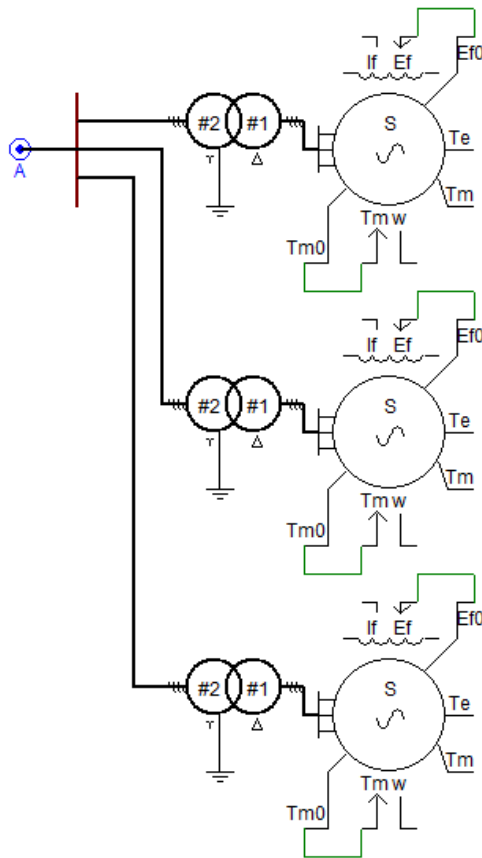 If Ef Ef0
#2 #1 S
Te
A
Tm
Tm w
Tm0
If Ef Ef0
#2 #1 S
Te
Tm
Tm w
Tm0
If Ef Ef0
#2 #1 S
Te
Tm
Tm w
Tm0